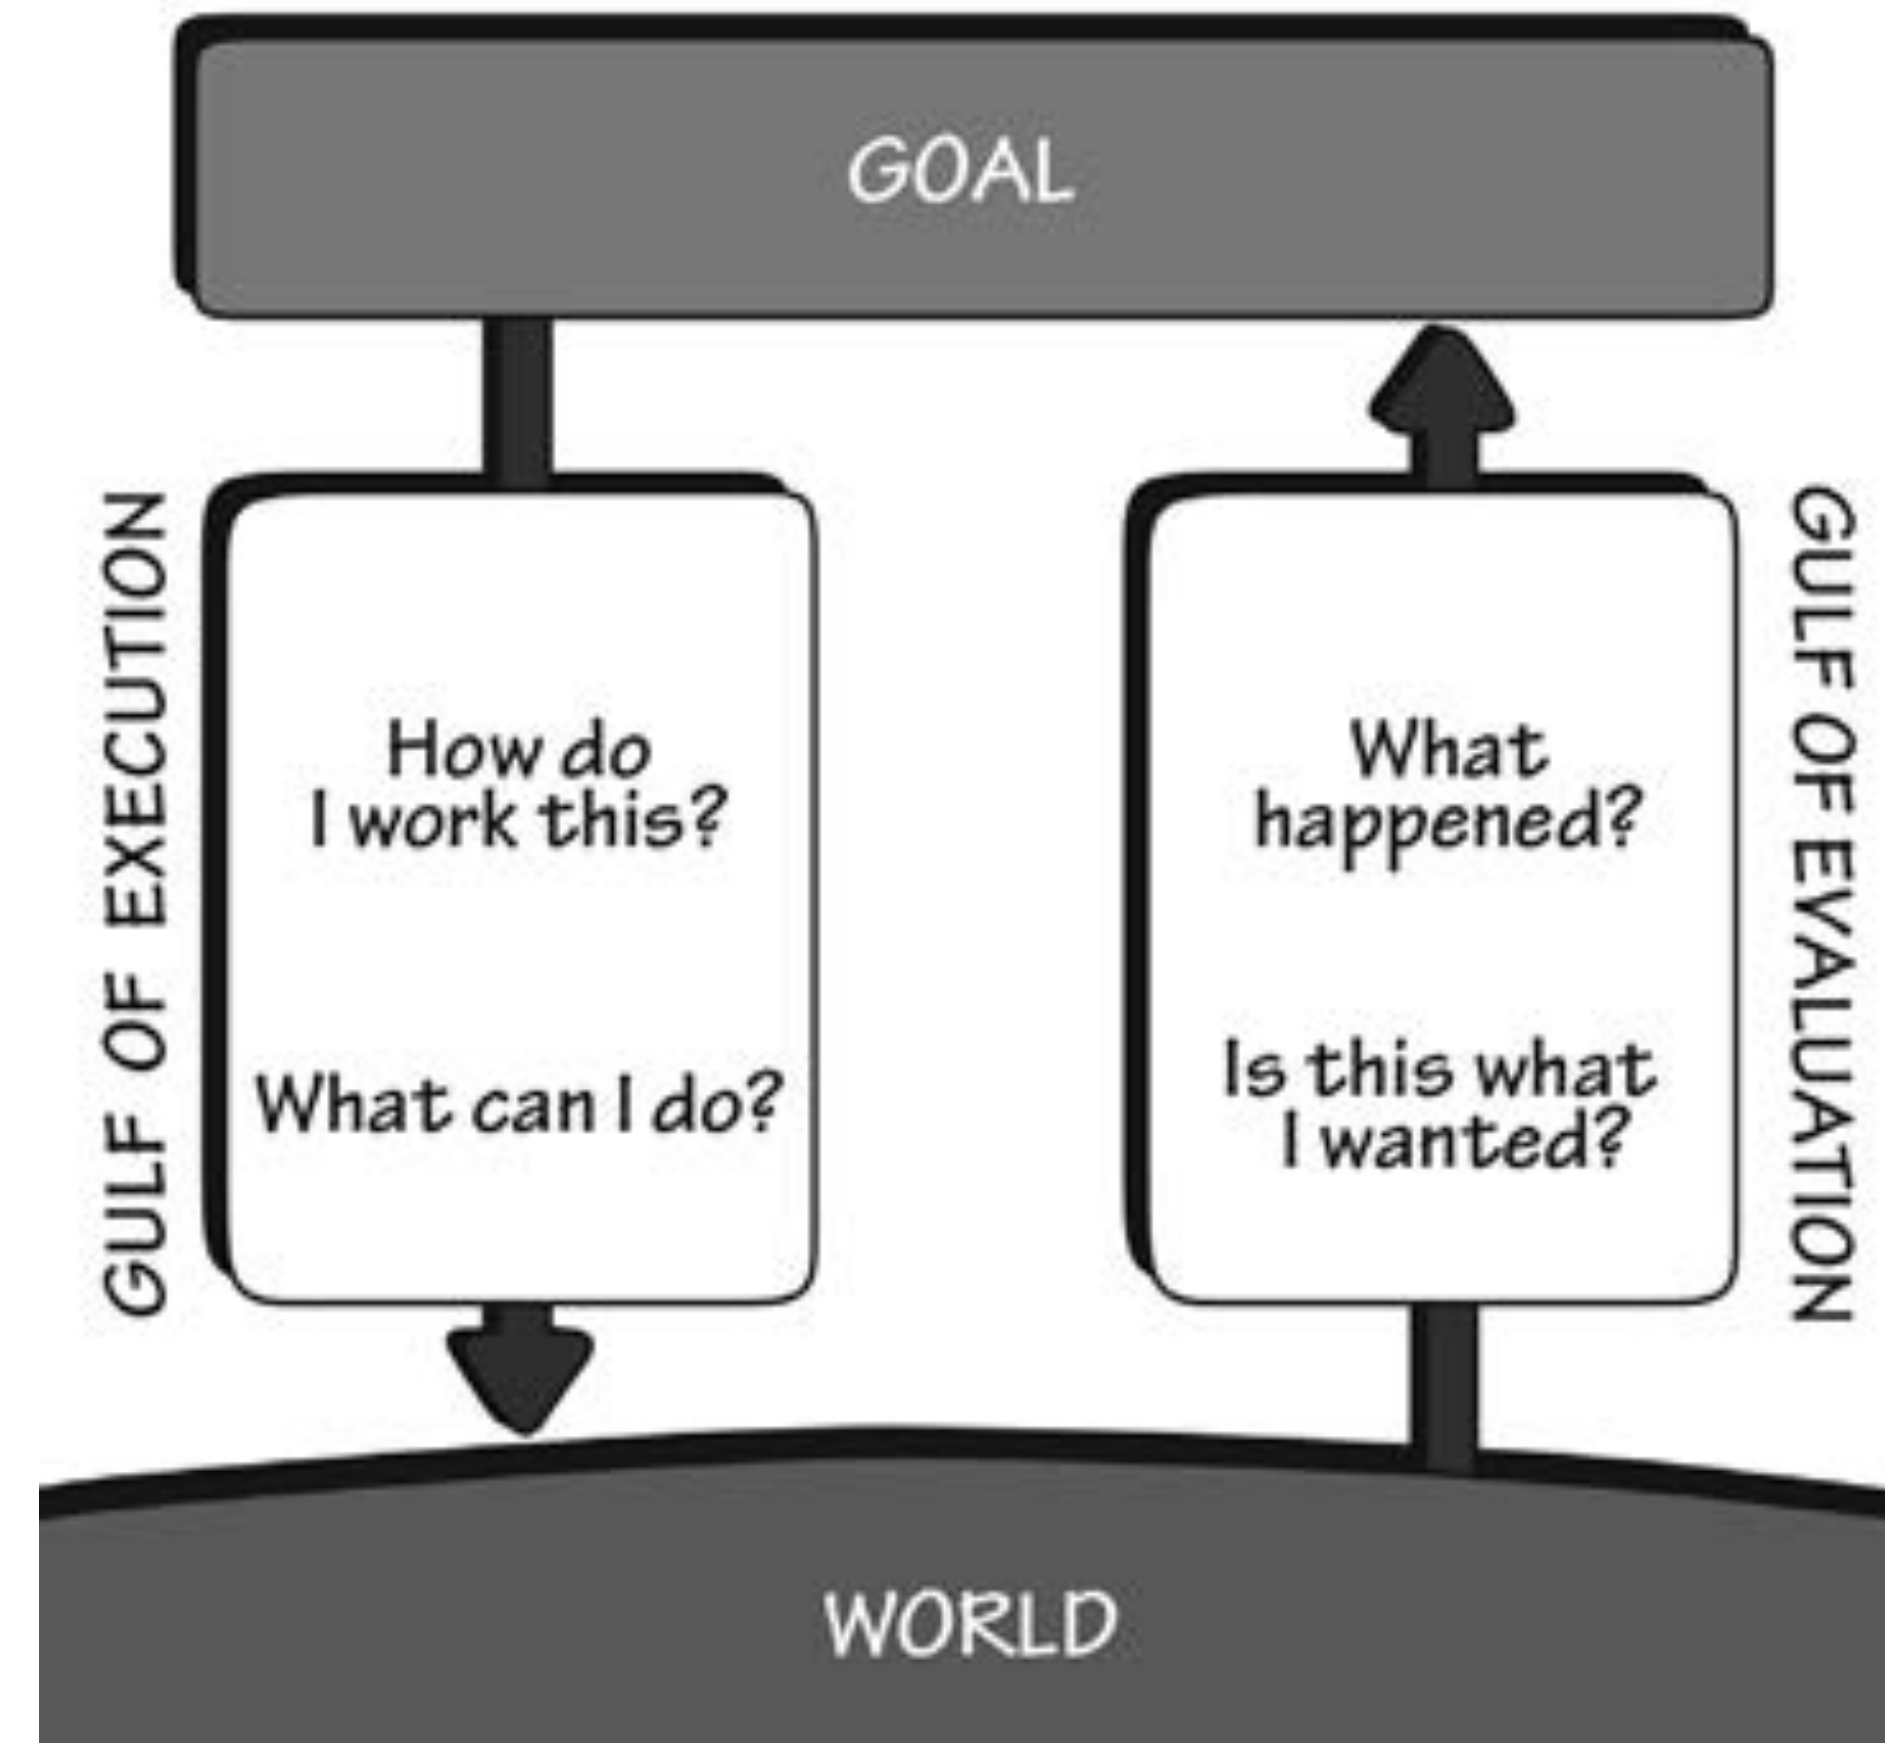 GOAL
GULF OF EXECUTION
How do
I work this?
What can I do?
What
happened?
Is this what
I wanted?
GULF OF EVALUATION
WORLD